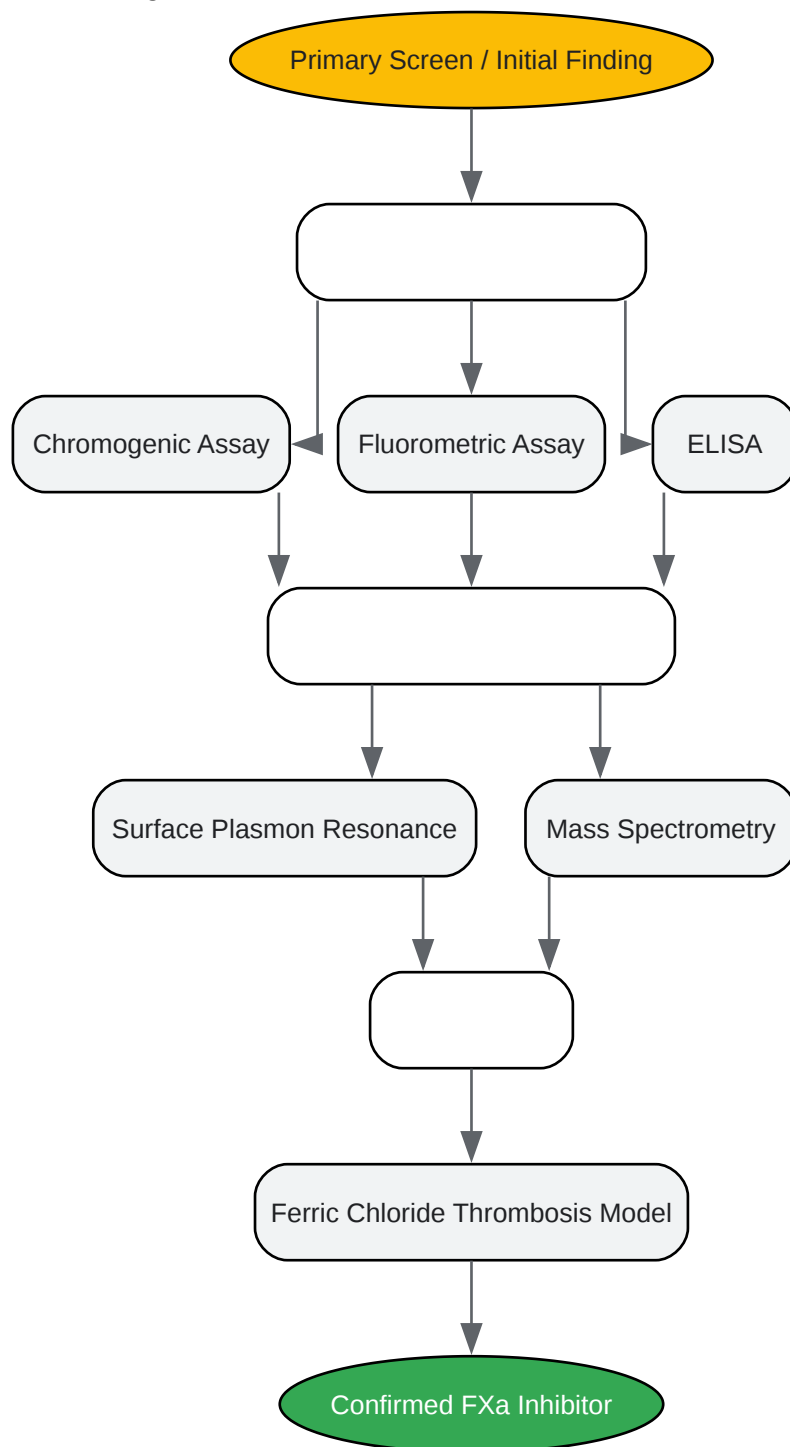 Primary Screen / Initial Finding
Chromogenic Assay
Fluorometric Assay
ELISA
Surface Plasmon Resonance
Mass Spectrometry
Ferric Chloride Thrombosis Model
Confirmed FXa Inhibitor